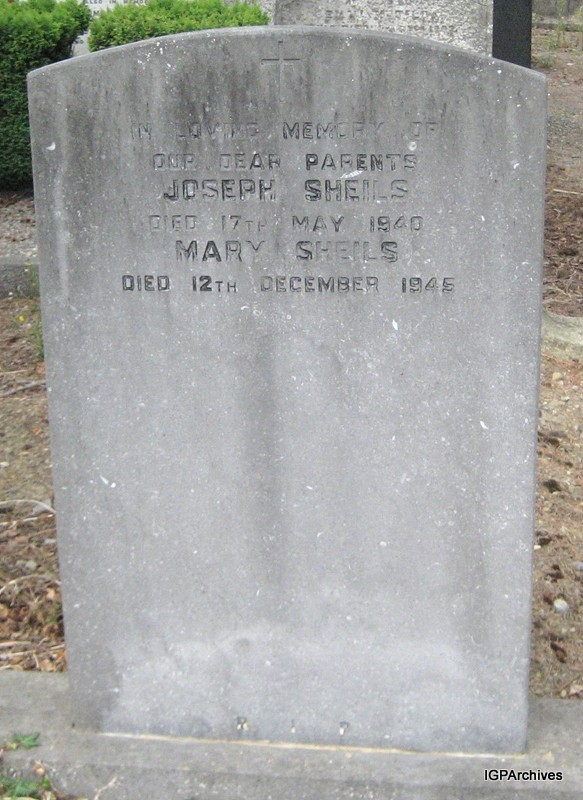 IN LOVING MEMORY OF
OUR DEAR PARENTS
JOSEPH SHEILS
DIED 17TH MAY 1940
MARY SHEILS
DIED 12TH DECEMBER 1945
R I P
IGPArchives